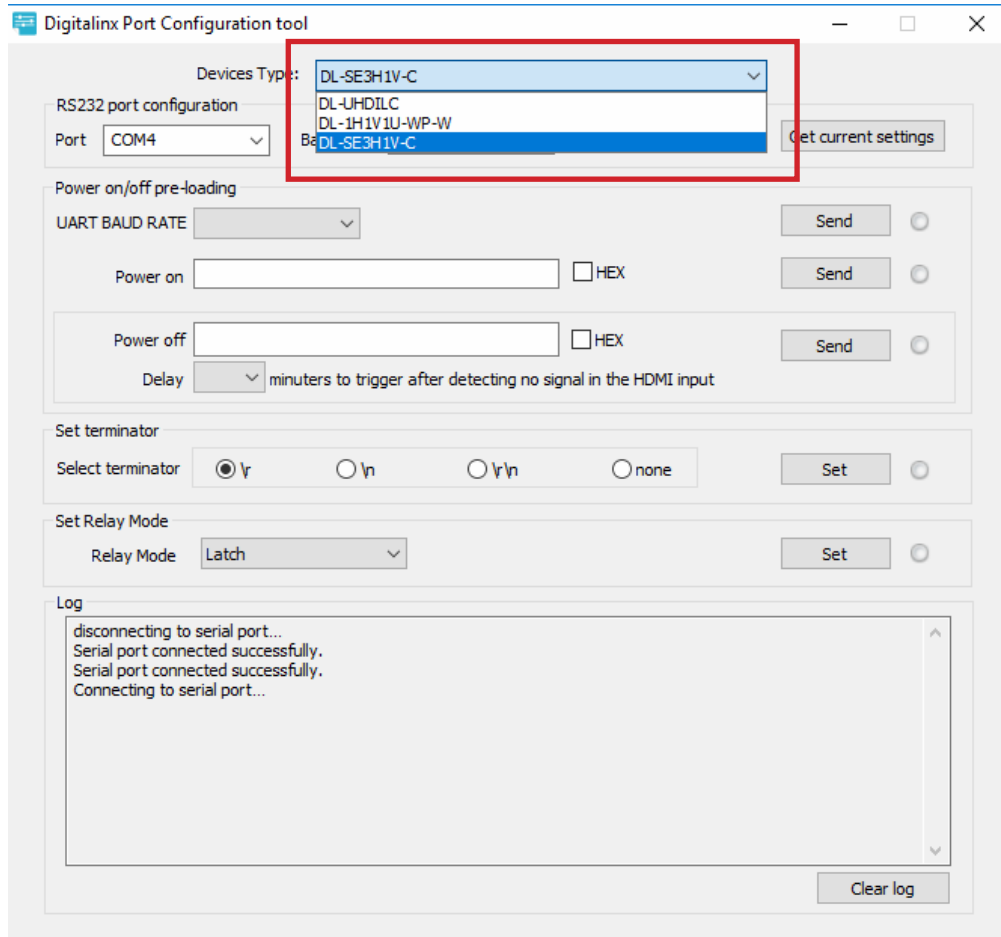 Digitalinx Port Configuration tool
Devices Type: DL-SE3H1V-C
DL-UHDILC
DL-1H1V1U-WP-W
DL-SE3H1V-C
RS232 port configuration
Port COM4 Get current settings
Power on/off pre-loading
UART BAUD RATE Send
Power on HEX Send
Power off HEX Send
Delay minuters to trigger after detecting no signal in the HDMI input
Set terminator
Select terminator \r \n \r\n none Set
Set Relay Mode
Relay Mode Latch Set
Log
disconnecting to serial port...
Serial port connected successfully.
Serial port connected successfully.
Connecting to serial port...
Clear log